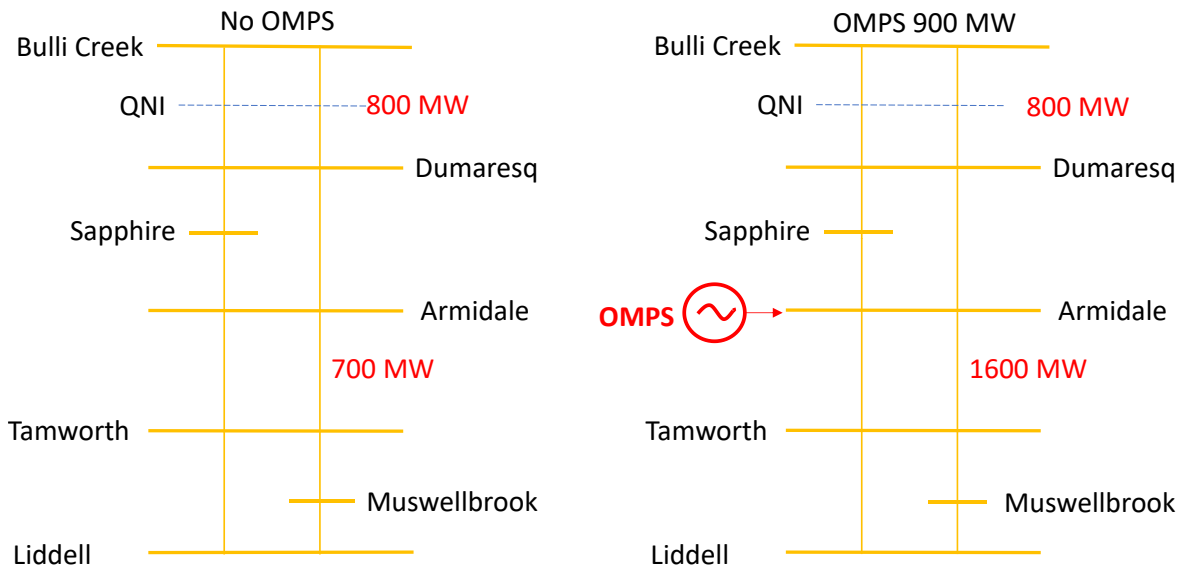 No OMPS
Bulli Creek
QNI
800 MW
Dumaresq
Sapphire
Armidale
700 MW
Tamworth
Muswellbrook
Liddell
OMPS 900 MW
Bulli Creek
QNI
800 MW
Dumaresq
Sapphire
OMPS
Armidale
1600 MW
Tamworth
Muswellbrook
Liddell